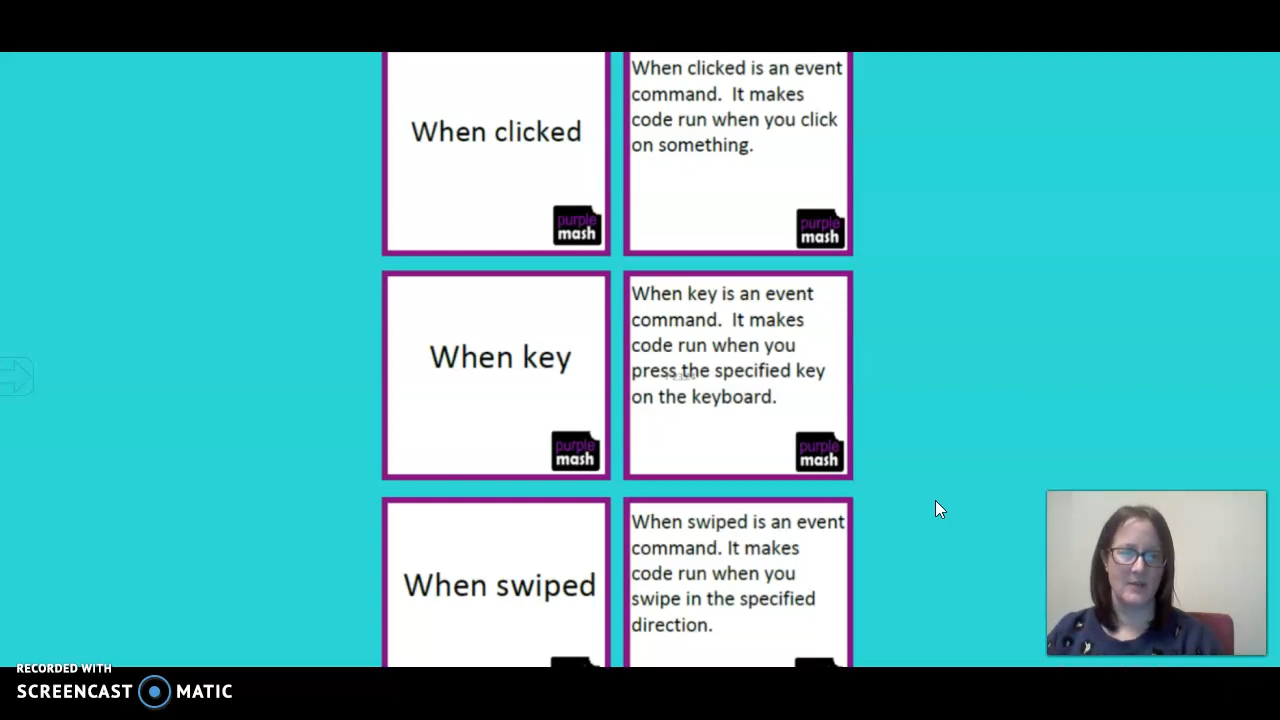 When clicked
purple
mash
When clicked is an event
command.  It makes
code run when you click
on something.
purple
mash
When key
purple
mash
When key is an event
command.  It makes
code run when you
press the specified key
on the keyboard.
purple
mash
When swiped
When swiped is an event
command. It makes
code run when you
swipe in the specified
direction.
RECORDED WITH
SCREENCAST MATIC